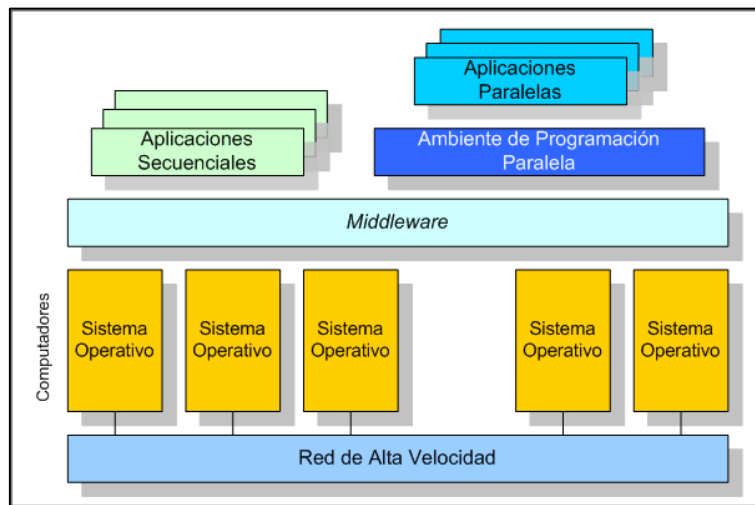 Aplicaciones
Paralelas
Aplicaciones
Secuenciales
Ambiente de Programación
Paralela
Middleware
Computadores
Sistema
Operativo
Sistema
Operativo
Sistema
Operativo
Sistema
Operativo
Sistema
Operativo
Red de Alta Velocidad